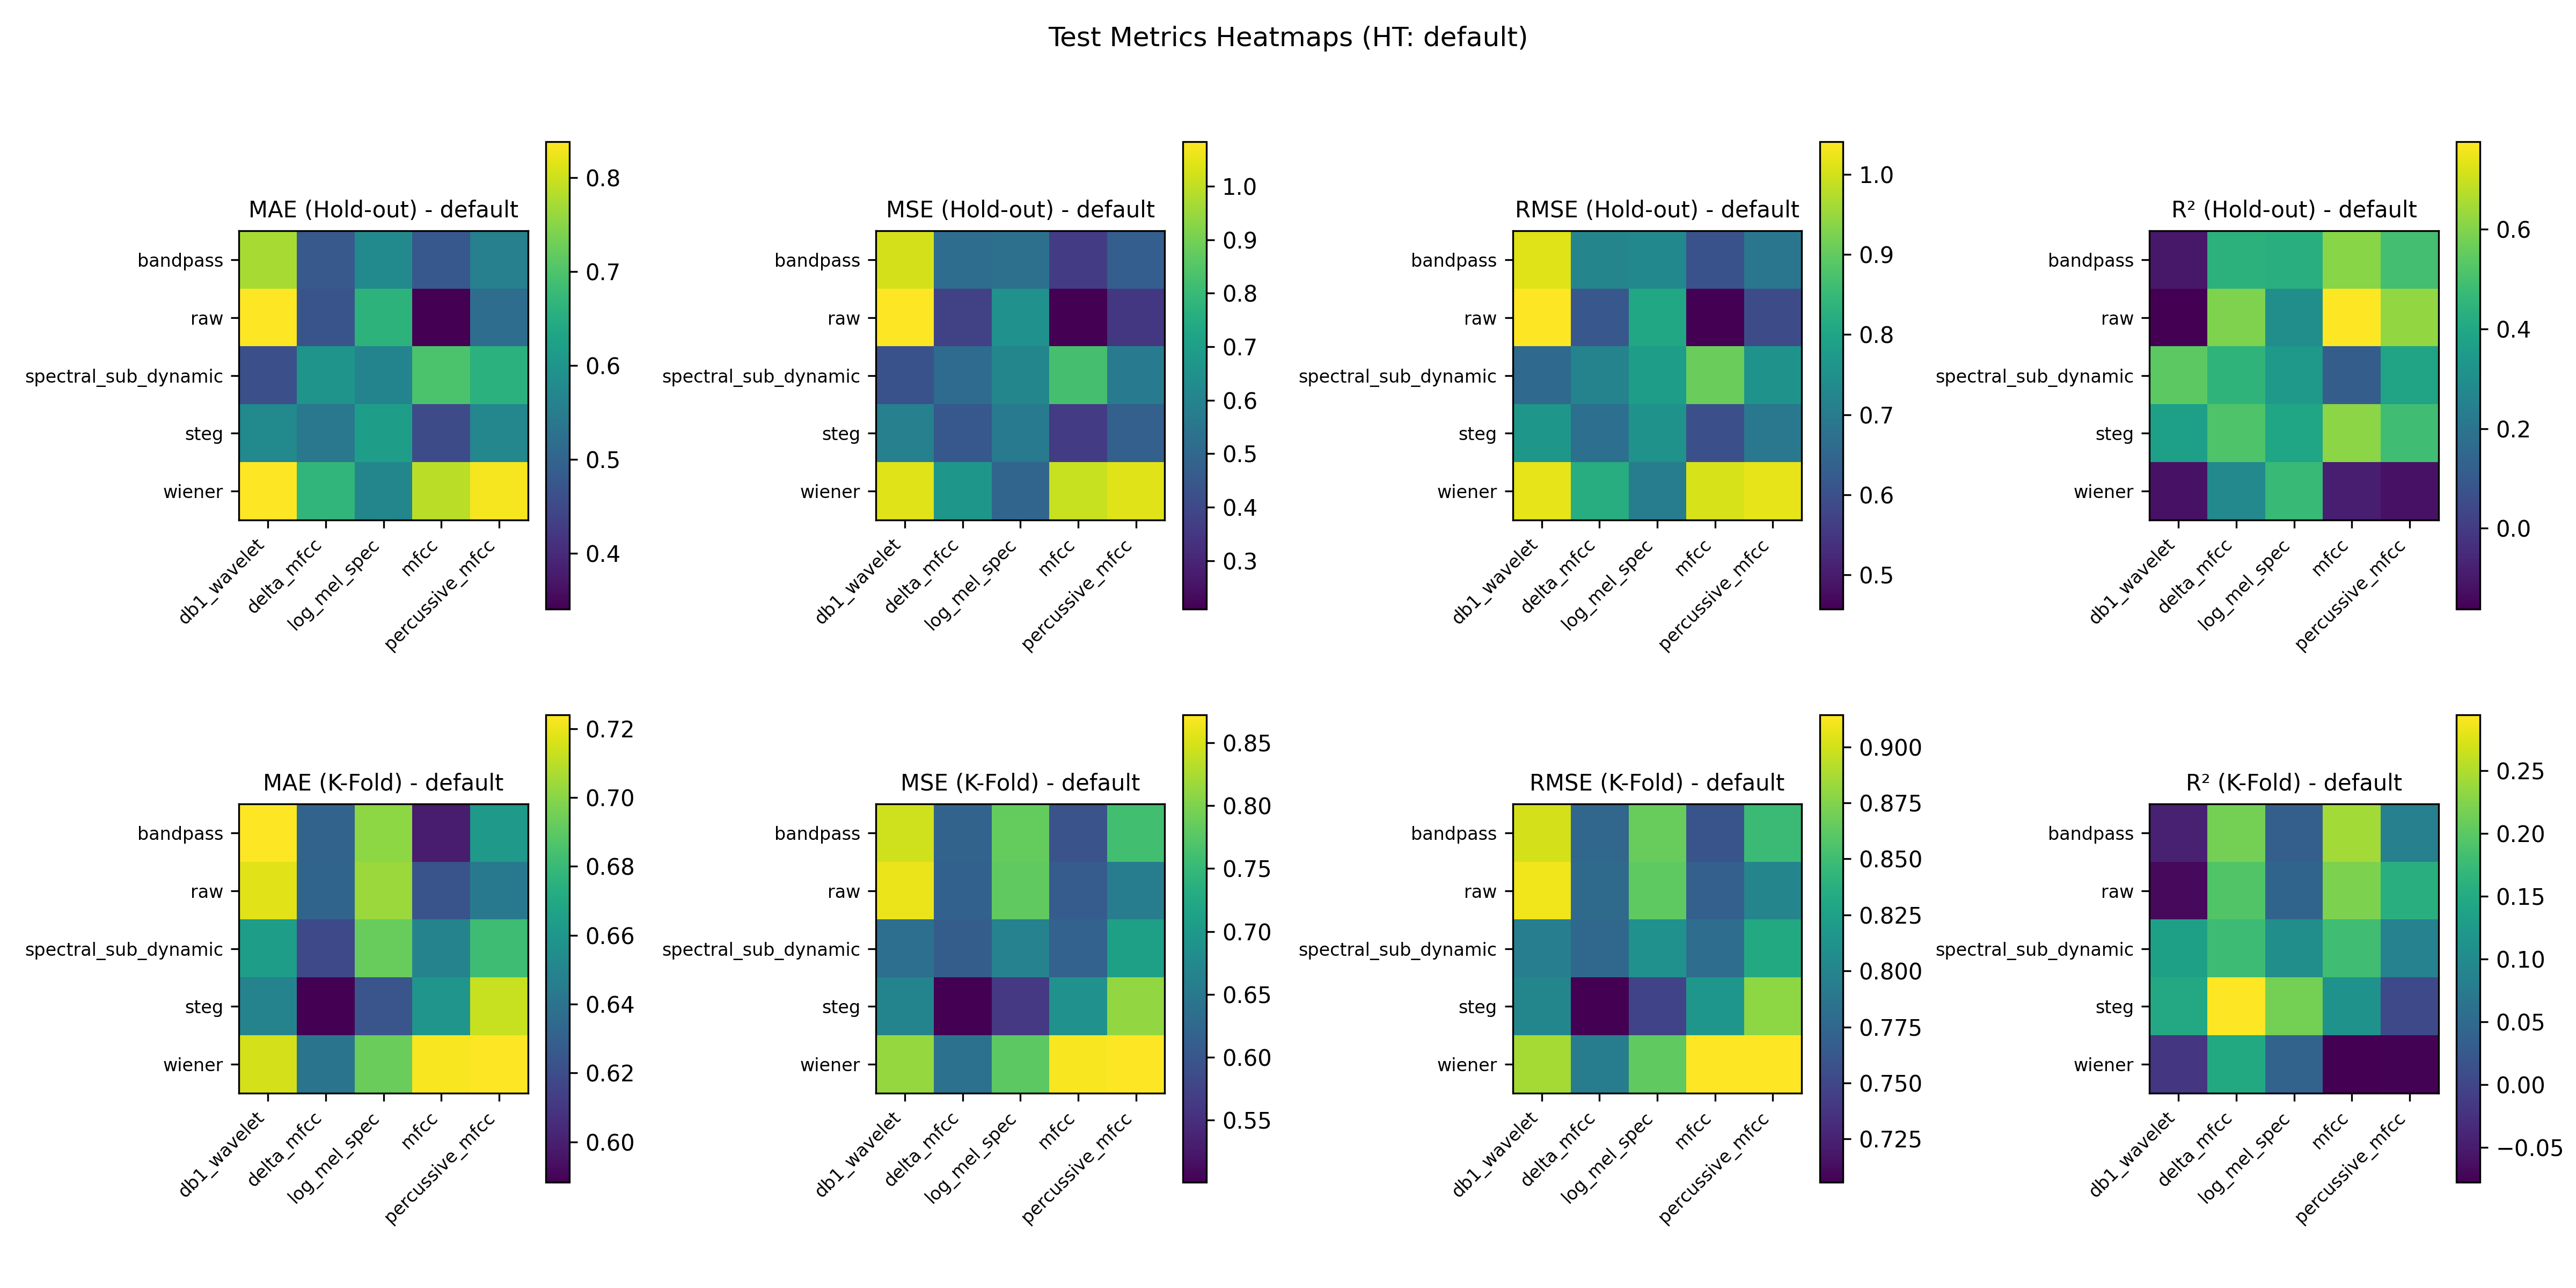 Test Metrics Heatmaps (HT: default)
MAE (Hold-out) - default
bandpass
raw
spectral_sub_dynamic
steg
wiener
db1_wavelet
delta_mfcc
log_mel_spec
mfcc
percussive_mfcc
0.8
0.7
0.6
0.5
0.4
MSE (Hold-out) - default
bandpass
raw
spectral_sub_dynamic
steg
wiener
db1_wavelet
delta_mfcc
log_mel_spec
mfcc
percussive_mfcc
1.0
0.9
0.8
0.7
0.6
0.5
0.4
0.3
RMSE (Hold-out) - default
bandpass
raw
spectral_sub_dynamic
steg
wiener
db1_wavelet
delta_mfcc
log_mel_spec
mfcc
percussive_mfcc
1.0
0.9
0.8
0.7
0.6
0.5
R² (Hold-out) - default
bandpass
raw
spectral_sub_dynamic
steg
wiener
db1_wavelet
delta_mfcc
log_mel_spec
mfcc
percussive_mfcc
0.6
0.4
0.2
0.0
MAE (K-Fold) - default
bandpass
raw
spectral_sub_dynamic
steg
wiener
db1_wavelet
delta_mfcc
log_mel_spec
mfcc
percussive_mfcc
0.72
0.70
0.68
0.66
0.64
0.62
0.60
MSE (K-Fold) - default
bandpass
raw
spectral_sub_dynamic
steg
wiener
db1_wavelet
delta_mfcc
log_mel_spec
mfcc
percussive_mfcc
0.85
0.80
0.75
0.70
0.65
0.60
0.55
RMSE (K-Fold) - default
bandpass
raw
spectral_sub_dynamic
steg
wiener
db1_wavelet
delta_mfcc
log_mel_spec
mfcc
percussive_mfcc
0.900
0.875
0.850
0.825
0.800
0.775
0.750
0.725
R² (K-Fold) - default
bandpass
raw
spectral_sub_dynamic
steg
wiener
db1_wavelet
delta_mfcc
log_mel_spec
mfcc
percussive_mfcc
0.25
0.20
0.15
0.10
0.05
0.00
−0.05